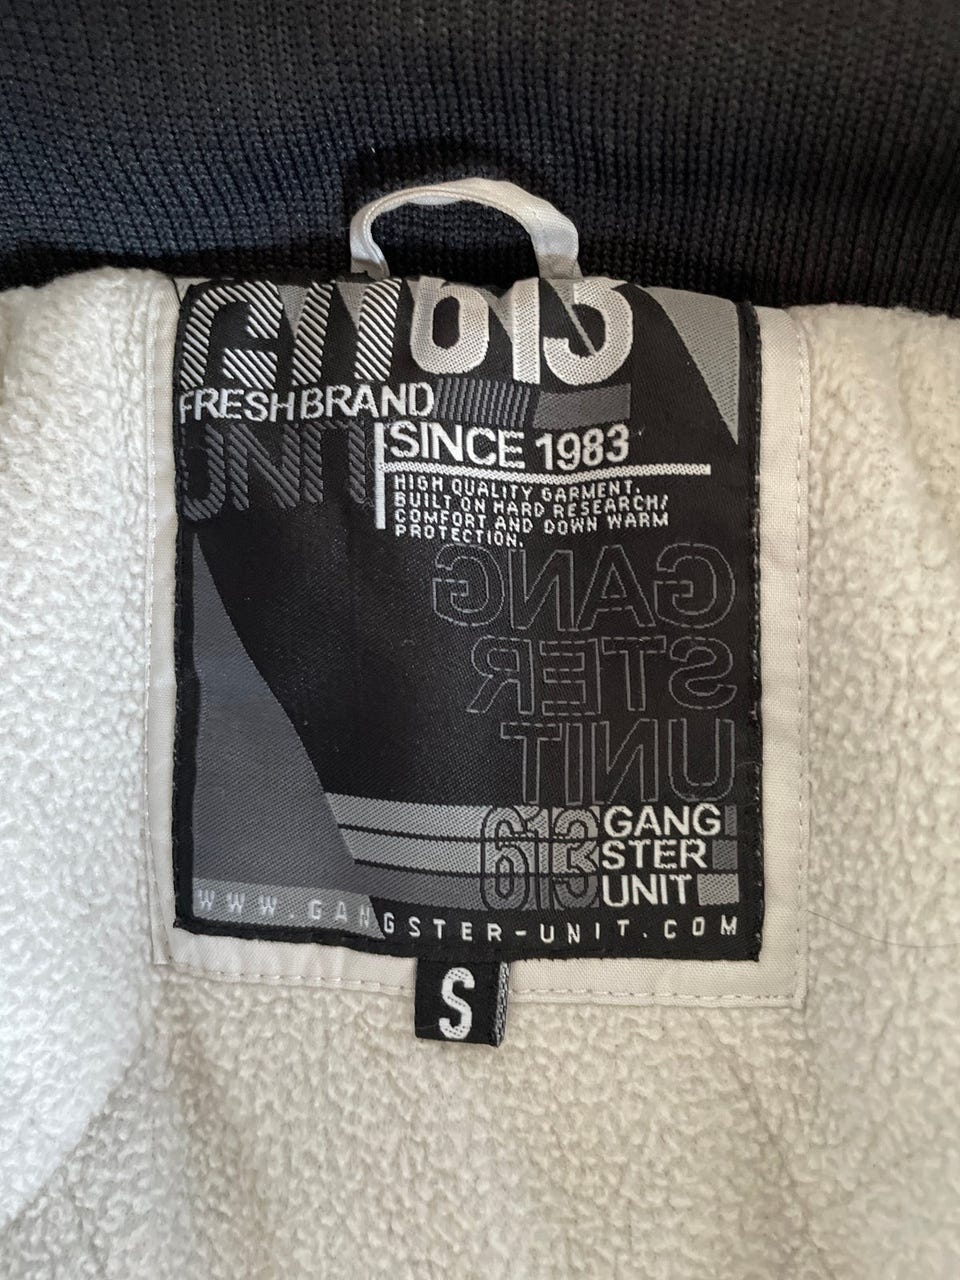 613
FRESHBRAND
UNIT
SINCE 1983
HIGH QUALITY GARMENT.
BUILT ON HARD RESEARCH/
COMFORT AND DOWN WARM
PROTECTION.
GANG
STER
UNIT
613 GANG
STER
UNIT
WWW.GANGSTER-UNIT.COM
S